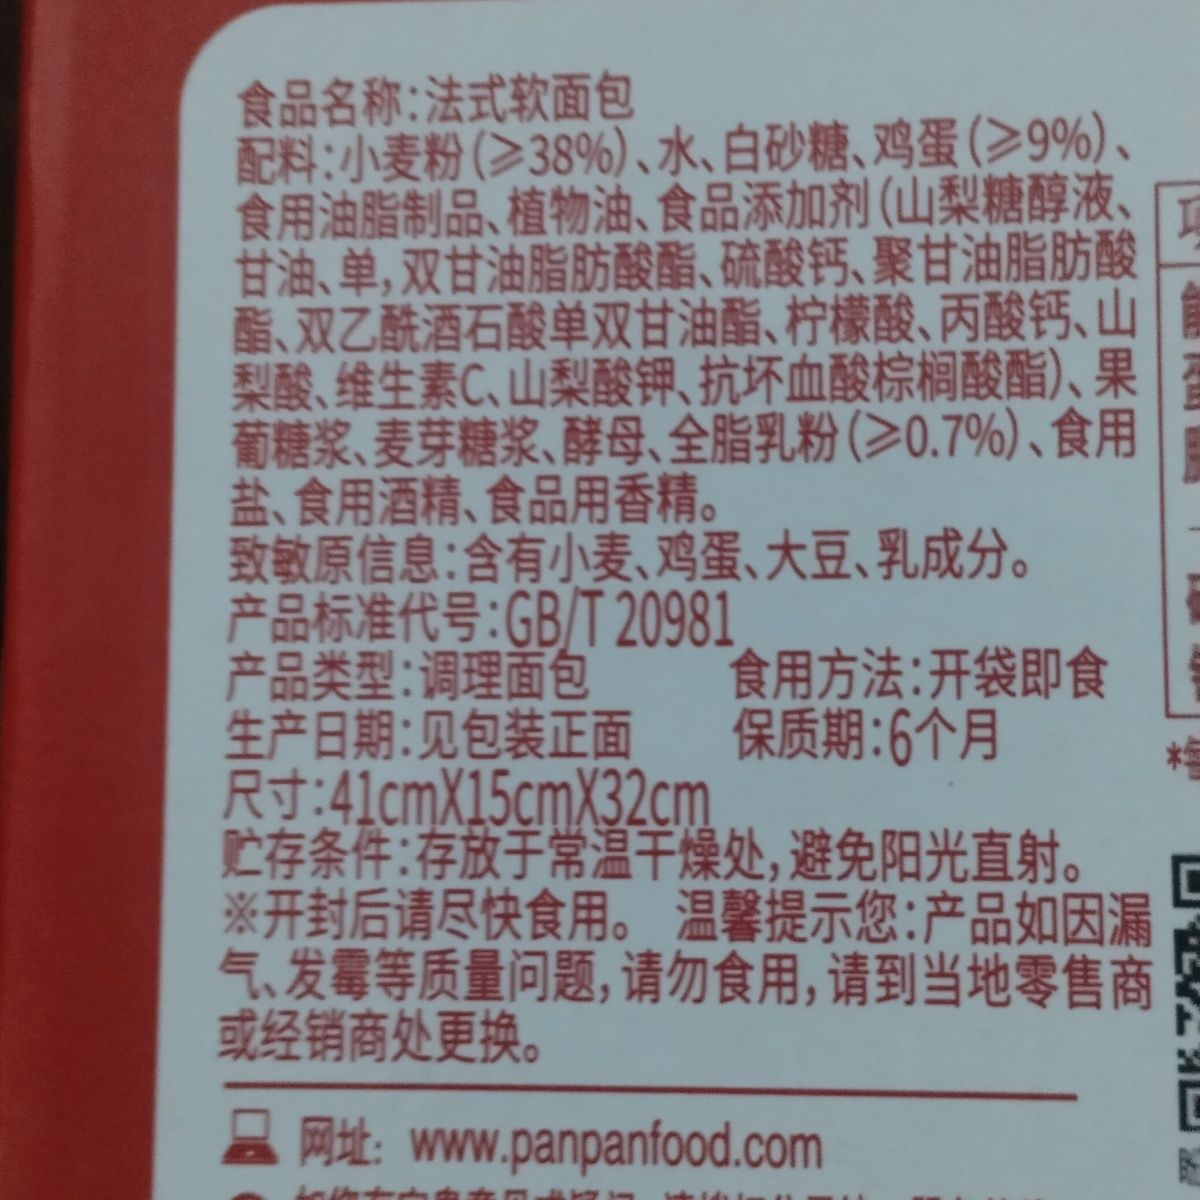 食品名称:法式软面包
配料:小麦粉(≥38%)、水、白砂糖、鸡蛋(≥9%)、
食用油脂制品、植物油、食品添加剂(山梨糖醇液、
甘油、单,双甘油脂肪酸酯、硫酸钙、聚甘油脂肪酸
酯、双乙酰酒石酸单双甘油酯、柠檬酸、丙酸钙、山
梨酸、维生素C、山梨酸钾、抗坏血酸棕榈酸酯)、果
葡糖浆、麦芽糖浆、酵母、全脂乳粉(≥0.7%)、食用
盐、食用酒精、食品用香精。
致敏原信息:含有小麦、鸡蛋、大豆、乳成分。
产品标准代号:GB/T 20981
产品类型:调理面包 食用方法:开袋即食
生产日期:见包装正面 保质期:6个月
尺寸:41cmX15cmX32cm
贮存条件:存放于常温干燥处,避免阳光直射。
※开封后请尽快食用。 温馨提示您:产品如因漏
气、发霉等质量问题,请勿食用,请到当地零售商
或经销商处更换。
网址: www.panpanfood.com